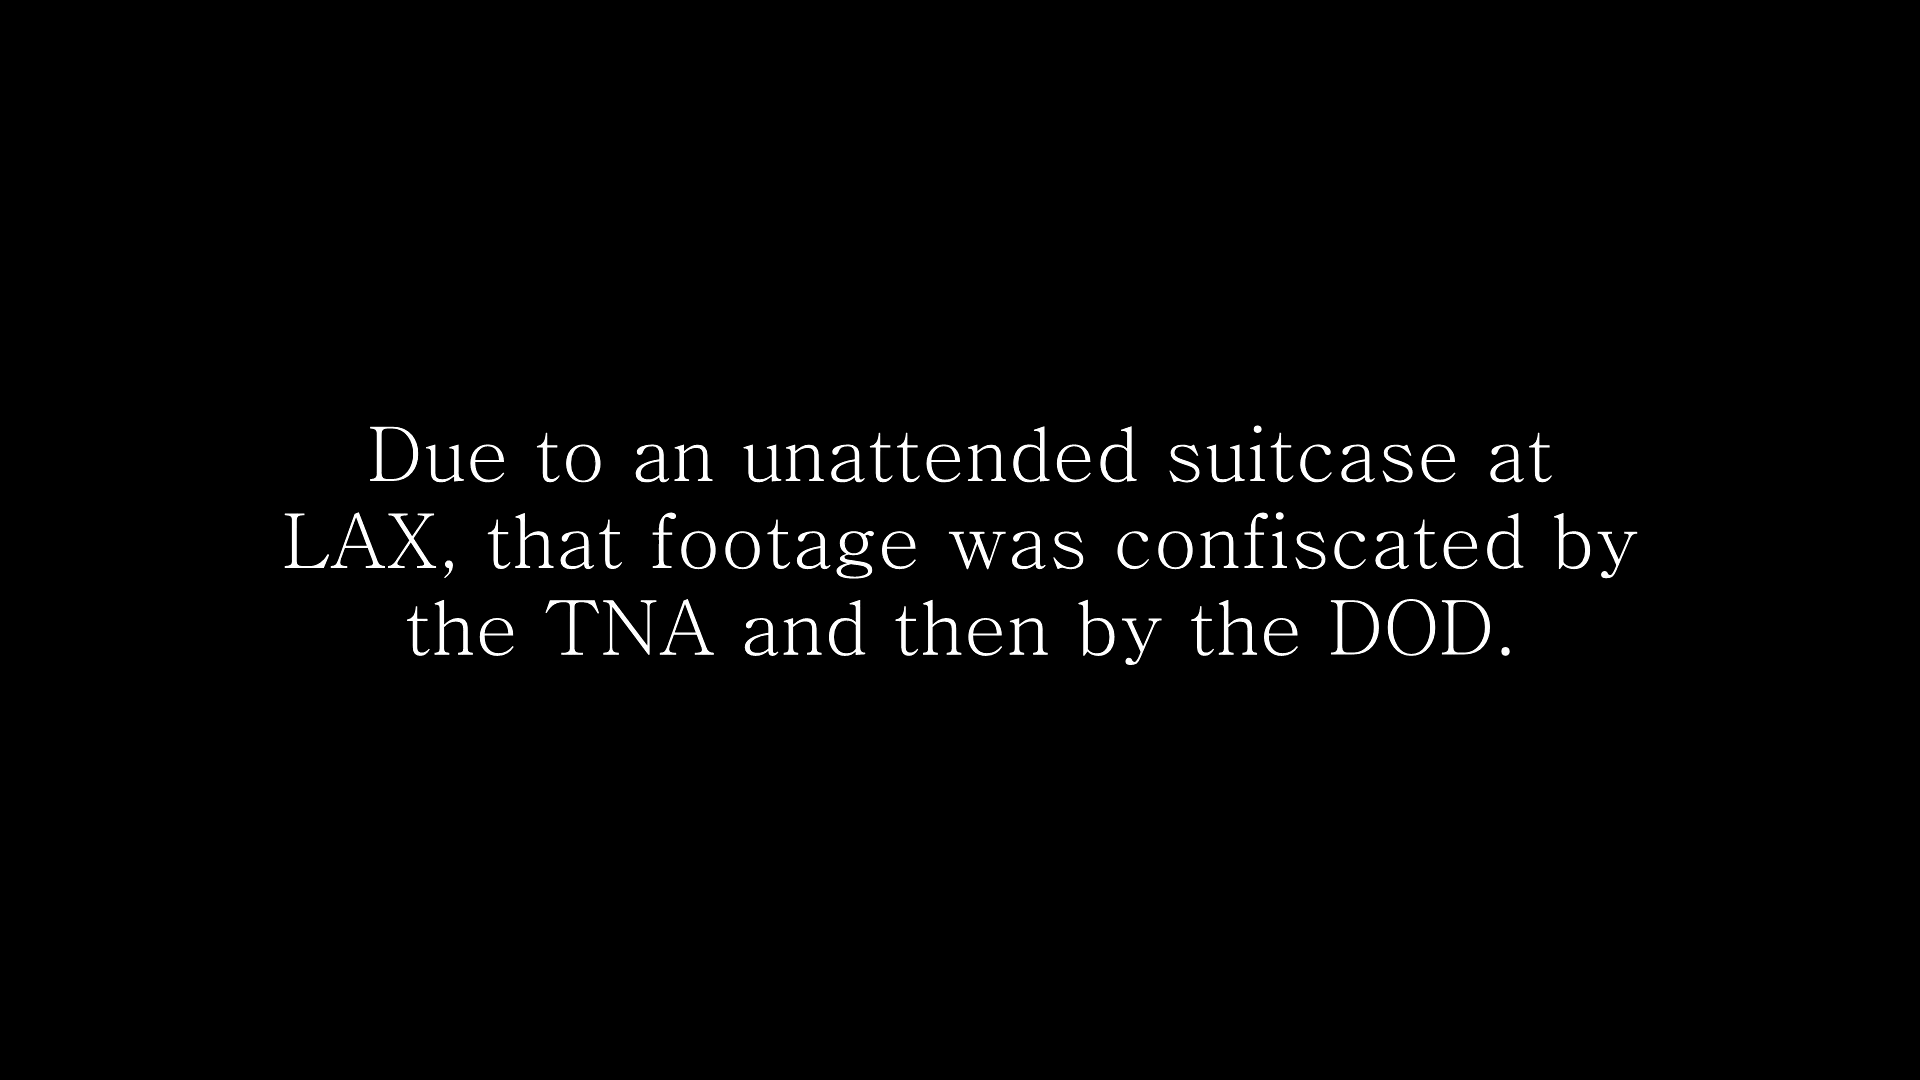 Due to an unattended suitcase at
LAX, that footage was confiscated by
the TNA and then by the DOD.